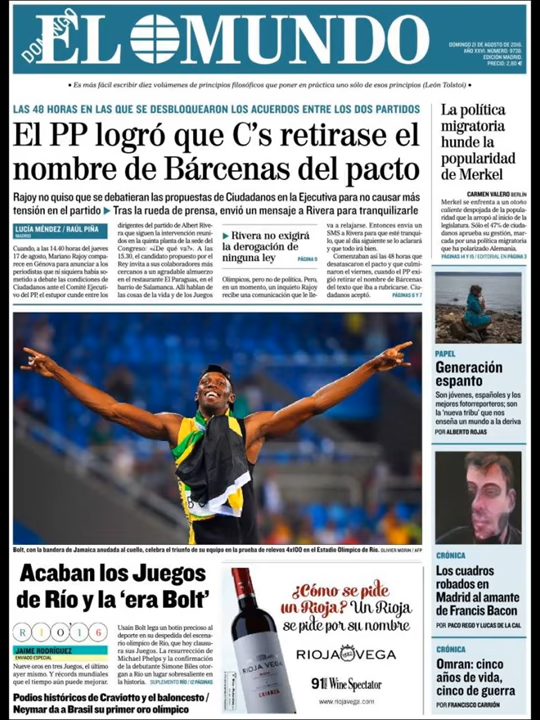 DOMINGO
EL MUNDO
DOMINGO 21 DE AGOSTO DE 2016.
AÑO XXVI. NÚMERO: 9726.
EDICIÓN MADRID.
PRECIO: 2,80 €
• Es más fácil escribir diez volúmenes de principios filosóficos que poner en práctica uno sólo de esos principios (León Tolstoi) •
LAS 48 HORAS EN LAS QUE SE DESBLOQUEARON LOS ACUERDOS ENTRE LOS DOS PARTIDOS
El PP logró que C's retirase el
nombre de Bárcenas del pacto
Rajoy no quiso que se debatieran las propuestas de Ciudadanos en la Ejecutiva para no causar más
tensión en el partido ▶ Tras la rueda de prensa, envió un mensaje a Rivera para tranquilizarle
LUCÍA MÉNDEZ / RAÚL PIÑA
MADRID
Cuando, a las 14.40 horas del jueves
17 de agosto, Mariano Rajoy compa-
rece en Génova para anunciar a los
periodistas que ni siquiera había so-
metido a debate las condiciones de
Ciudadanos ante el Comité Ejecuti-
vo del PP, el estupor cunde entre los
dirigentes del partido de Albert Rive-
ra que siguen la intervención reuni-
dos en la quinta planta de la sede del
Congreso: «¿De qué va?». A las
15.30, el candidato propuesto por el
Rey invita a sus colaboradores más
cercanos a un agradable almuerzo
en el restaurante El Paraguas, en el
barrio de Salamanca. Allí hablan de
las cosas de la vida y de los Juegos
▶ Rivera no exigirá
la derogación de
ninguna ley
PÁGINA 8
Olímpicos, pero no de política. Pero,
en un momento, un inquieto Rajoy
recibe una comunicación que le lle-
va a relajarse. Entonces envía un
SMS a Rivera para que esté tranqui-
lo, que al día siguiente se lo aclarará
y que todo irá bien.
Comenzaban así las 48 horas que
desatascaron el pacto y que culmi-
naron el viernes, cuando el PP exi-
gió retirar el nombre de Bárcenas
del texto que iba a rubricarse. Ciu-
dadanos aceptó.
PÁGINAS 6 Y 7
La política
migratoria
hunde la
popularidad
de Merkel
CARMEN VALERO BERLÍN
Merkel se enfrenta a un otoño
caliente despojada de la popula-
ridad que la arropó al inicio de la
legislatura. Sólo el 47% de ciuda-
danos aprueba su gestión, mar-
cada por una política migratoria
que ha polarizado Alemania.
PÁGINAS 14 Y 15 / EDITORIAL EN PÁGINA 3
PAPEL
Generación
espanto
Son jóvenes, españoles y los
mejores fotorreporteros; son
la 'nueva tribu' que nos
enseña un mundo a la deriva
POR ALBERTO ROJAS
Bolt, con la bandera de Jamaica anudada al cuello, celebra el triunfo de su equipo en la prueba de relevos 4x100 en el Estadio Olímpico de Río. OLIVIER MORIN / AFP
Acaban los Juegos
de Río y la 'era Bolt'
RIO16
JAIME RODRÍGUEZ
ENVIADO ESPECIAL
Nueve oros en tres Juegos, el último
ayer mismo. Y récords mundiales
que el tiempo aún puede mejorar.
Usain Bolt lega un botín precioso al
deporte en su despedida del escena-
rio olímpico de Río, que hoy clausu-
ra sus Juegos. La resurrección de
Michael Phelps y la confirmación
de la debutante Simone Biles otor-
gan a Río un lugar sobresaliente en
la historia.
SUPLEMENTO RIO / 12 PÁGINAS
Podios históricos de Craviotto y el baloncesto /
Neymar da a Brasil su primer oro olímpico
RIOJA VEGA
CRIANZA
¿Cómo se pide
un Rioja? Un Rioja
se pide por su nombre
RIOJA VEGA
91 Wine Spectator
www.riojavega.com
CRÓNICA
Los cuadros
robados en
Madrid al amante
de Francis Bacon
POR PACO REGO Y LUCAS DE LA CAL
CRÓNICA
Omran: cinco
años de vida,
cinco de guerra
POR FRANCISCO CARRIÓN